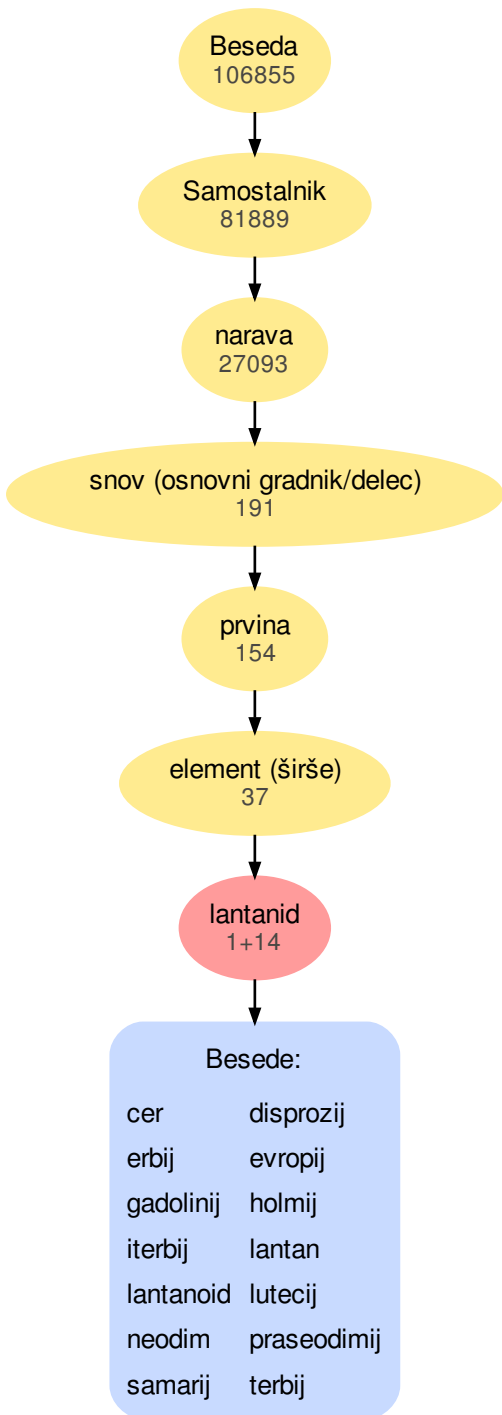 Beseda
106855
Samostalnik
81889
narava
27093
snov (osnovni gradnik/delec)
191
prvina
154
element (širše)
37
lantanid
1+14
Besede:
cer disprozij
erbij evropij
gadolinij holmij
iterbij lantan
lantanoid lutecij
neodim praseodimij
samarij terbij